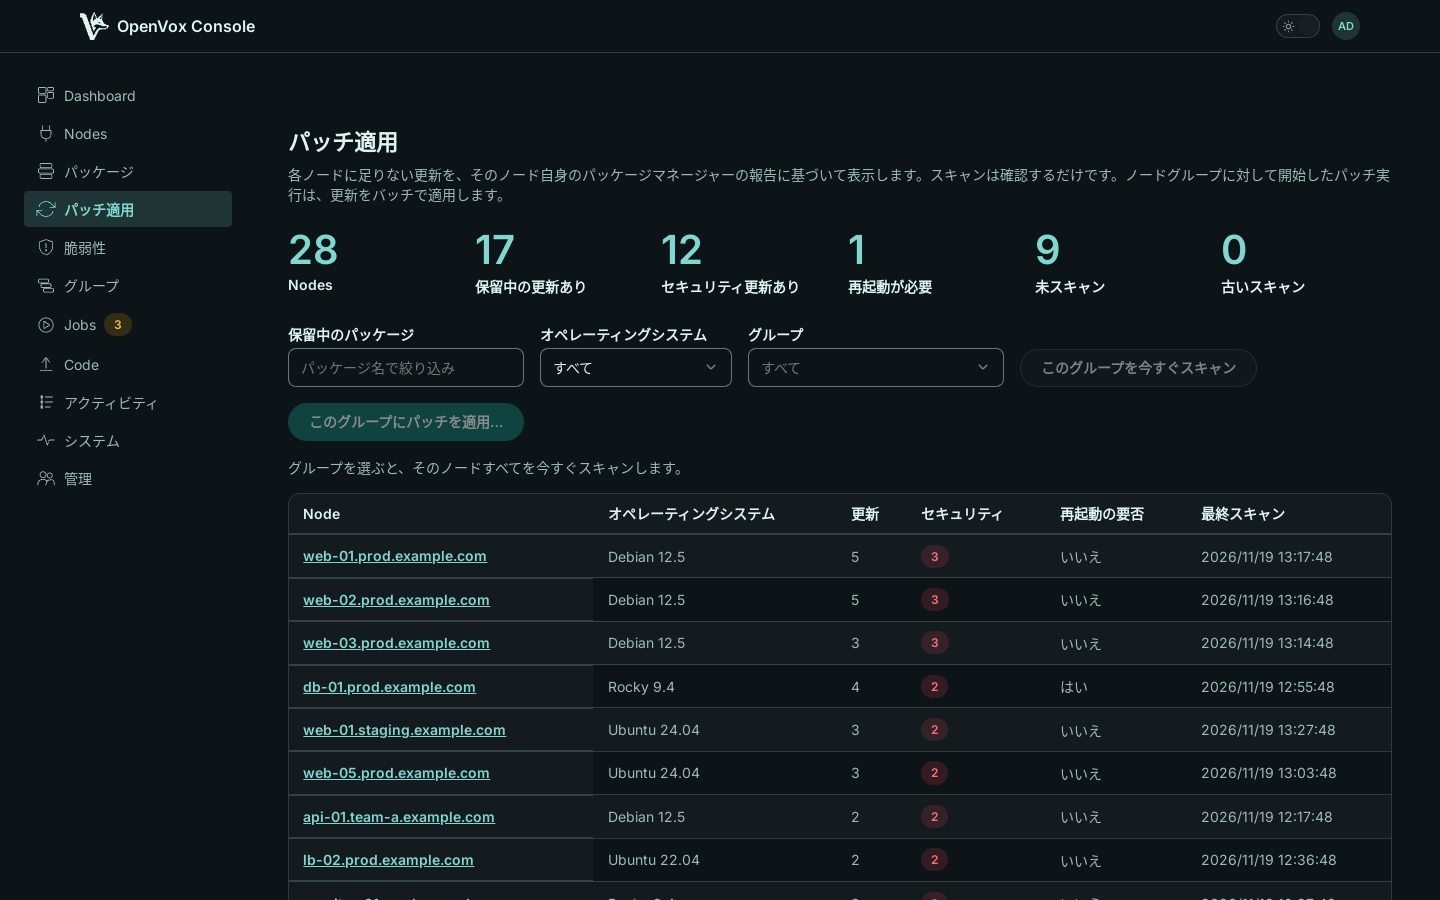 OpenVox Console
AD
Dashboard
Nodes
パッケージ
パッチ適用
脆弱性
グループ
Jobs 3
Code
アクティビティ
システム
管理
パッチ適用
各ノードに足りない更新を、そのノード自身のパッケージマネージャーの報告に基づいて表示します。スキャンは確認するだけです。ノードグループに対して開始したパッチ実
行は、更新をバッチで適用します。
28 17 12 1 9 0
Nodes 保留中の更新あり セキュリティ更新あり 再起動が必要 未スキャン 古いスキャン
保留中のパッケージ オペレーティングシステム グループ
パッケージ名で絞り込み すべて すべて このグループを今すぐスキャン
このグループにパッチを適用...
グループを選ぶと、そのノードすべてを今すぐスキャンします。
Node オペレーティングシステム 更新 セキュリティ 再起動の要否 最終スキャン
web-01.prod.example.com Debian 12.5 5 3 いいえ 2026/11/19 13:17:48
web-02.prod.example.com Debian 12.5 5 3 いいえ 2026/11/19 13:16:48
web-03.prod.example.com Debian 12.5 3 3 いいえ 2026/11/19 13:14:48
db-01.prod.example.com Rocky 9.4 4 2 はい 2026/11/19 12:55:48
web-01.staging.example.com Ubuntu 24.04 3 2 いいえ 2026/11/19 13:27:48
web-05.prod.example.com Ubuntu 24.04 3 2 いいえ 2026/11/19 13:03:48
api-01.team-a.example.com Debian 12.5 2 2 いいえ 2026/11/19 12:17:48
lb-02.prod.example.com Ubuntu 22.04 2 2 いいえ 2026/11/19 12:36:48